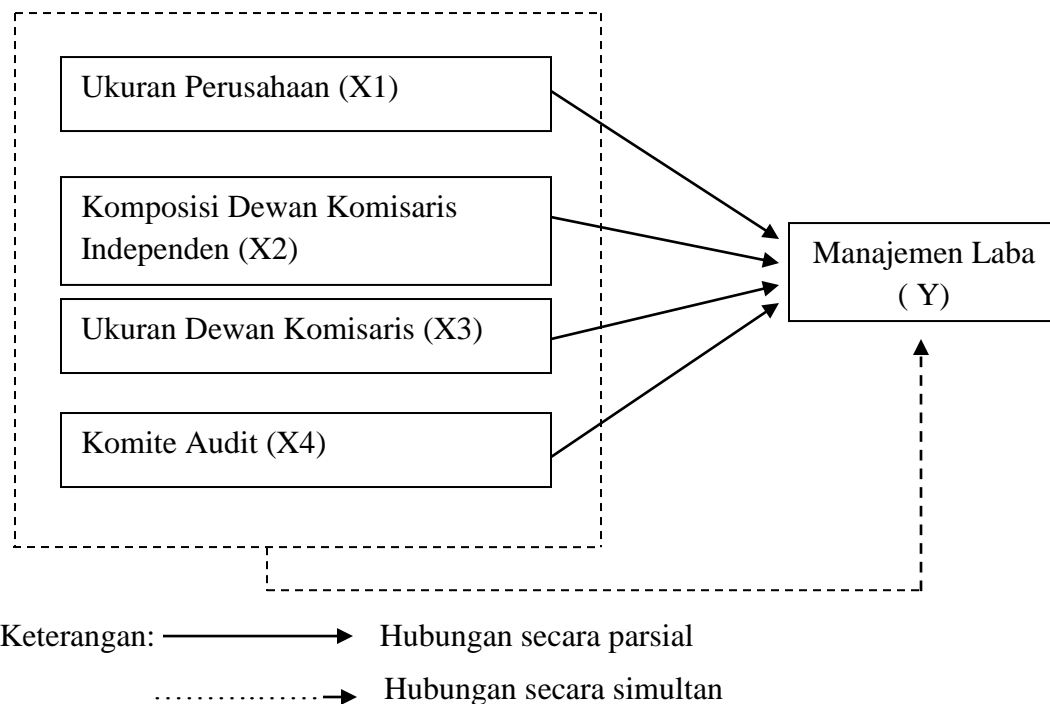 Ukuran Perusahaan (X1)
Komposisi Dewan Komisaris
Independen (X2)
Ukuran Dewan Komisaris (X3)
Komite Audit (X4)
Manajemen Laba
( Y)
Keterangan: Hubungan secara parsial
Hubungan secara simultan